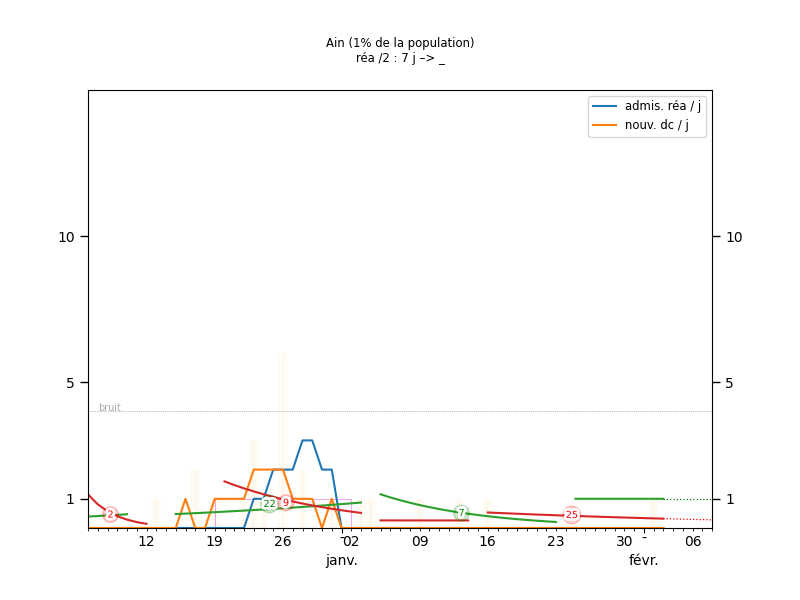 Ain (1% de la population)
réa /2 : 7 j –> _
admis. réa / j
nouv. dc / j
10
10
5
5
bruit
1
1
2
22
9
7
25
12
19
26
02
09
16
23
30
06
janv.
févr.